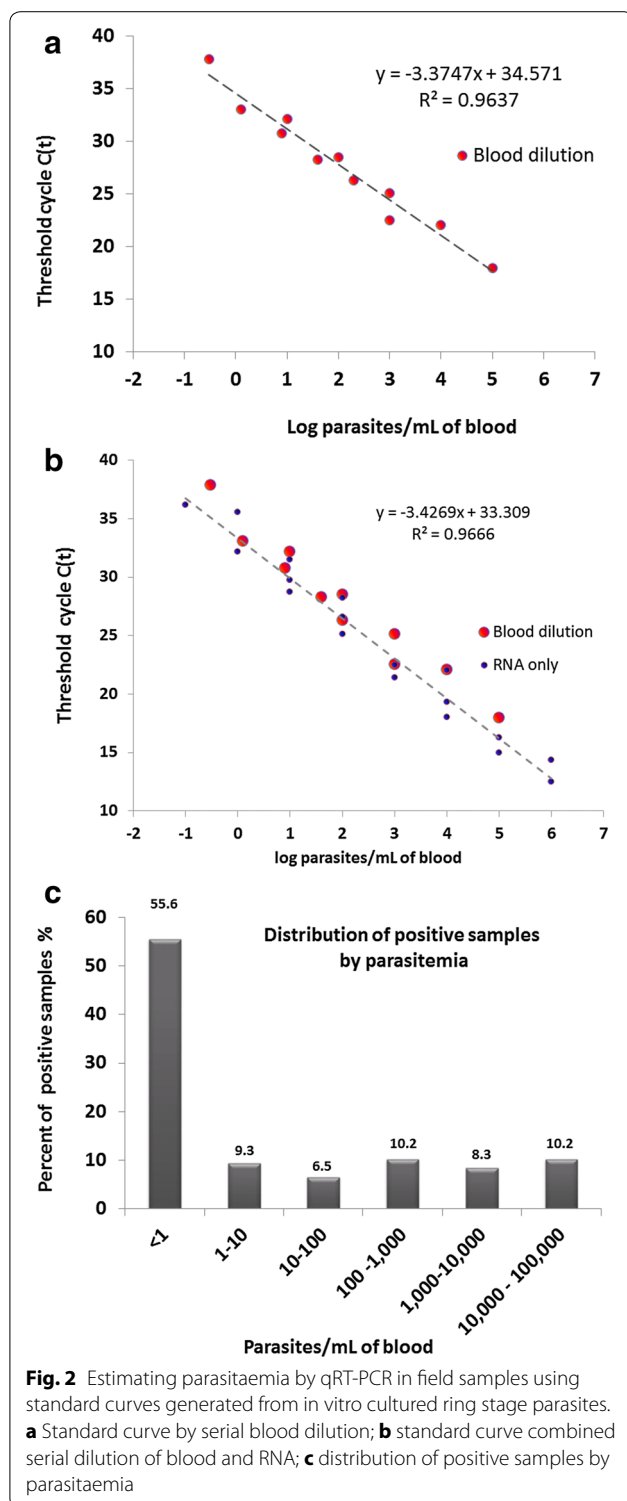 a
40
35
30
25
20
15
10
Threshold cycle C(t)
y = -3.3747x + 34.571
R² = 0.9637
Blood dilution
-2 -1 0 1 2 3 4 5 6 7
Log parasites/mL of blood
b
40
35
30
25
20
15
10
Threshold cycle C(t)
y = -3.4269x + 33.309
R² = 0.9666
Blood dilution
RNA only
-2 -1 0 1 2 3 4 5 6 7
log parasites/mL of blood
c
Distribution of positive samples
by parasitemia
Percent of positive samples %
60
50
40
30
20
10
0
55.6
9.3
6.5
10.2
8.3
10.2
<1
1-10
10-100
100 -1,000
1,000-10,000
10,000 - 100,000
Parasites/mL of blood
Fig. 2 Estimating parasitaemia by qRT-PCR in field samples using
standard curves generated from in vitro cultured ring stage parasites.
a Standard curve by serial blood dilution; b standard curve combined
serial dilution of blood and RNA; c distribution of positive samples by
parasitaemia